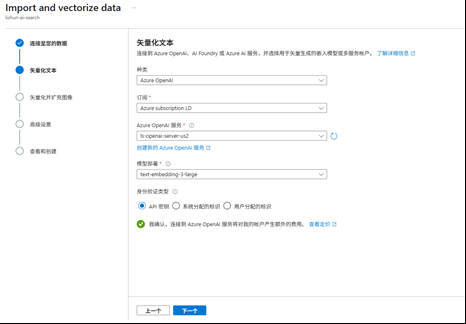 Import and vectorize data ...
lishun-ai-search
连接至您的数据
矢量化文本
矢量化并扩充图像
高级设置
查看和创建
矢量化文本
连接到 Azure OpenAI、AI Foundry 或 Azure AI 服务，并选择用于矢量生成的嵌入模型或多服务帐户。 了解详细信息
种类
Azure OpenAI
订阅 *
Azure subscription LD
Azure OpenAI 服务 *
ls-openai-server-us2
创建新的 Azure OpenAI 服务
模型部署 *
text-embedding-3-large
身份验证类型
API 密钥 系统分配的标识 用户分配的标识
我确认，连接到 Azure OpenAI 服务将对我的帐户产生额外的费用。 查看定价
上一个 下一个